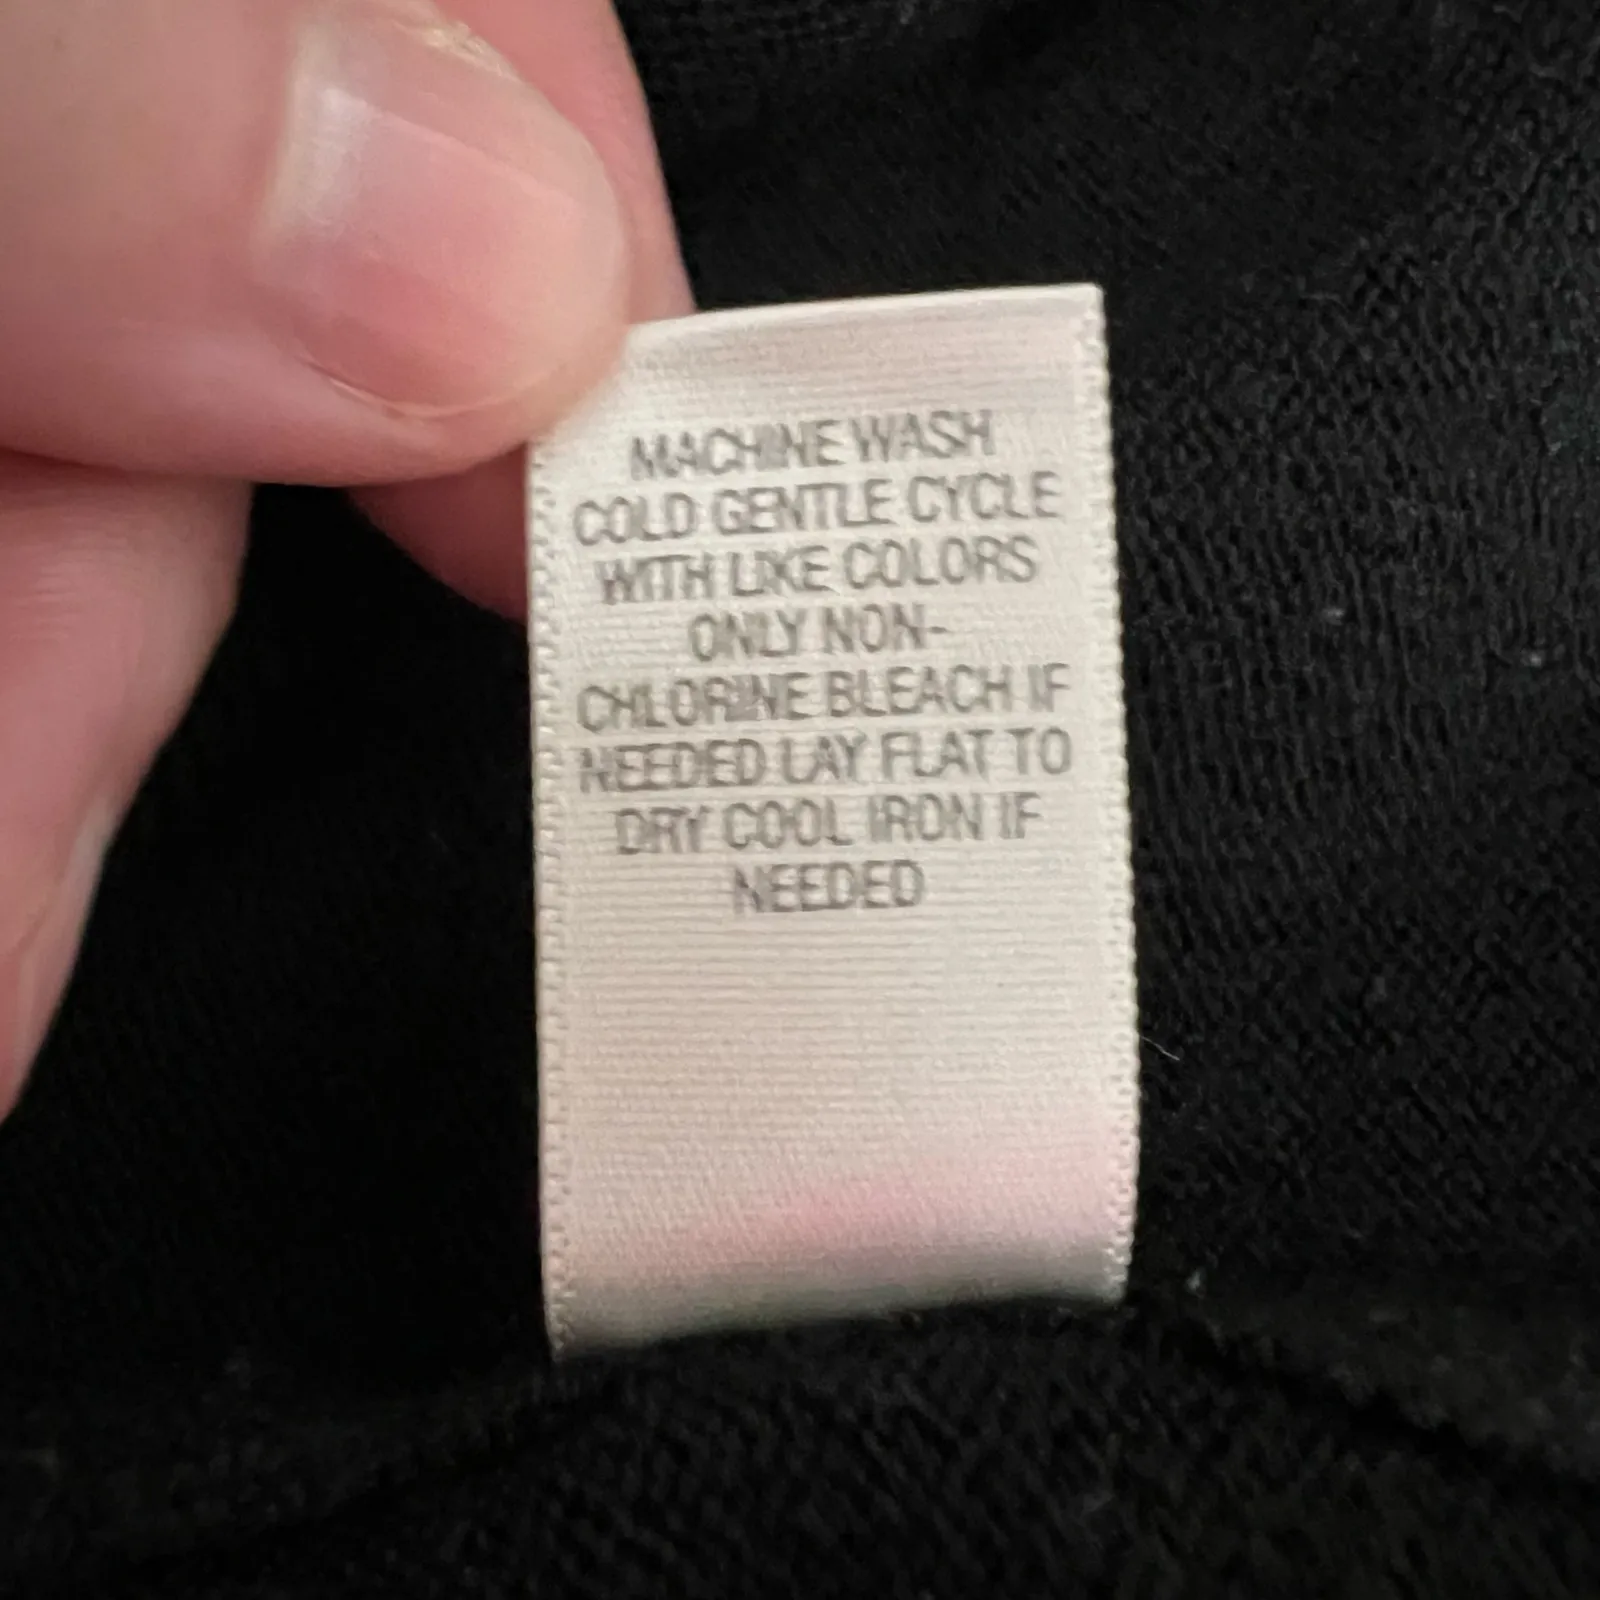 MACHINE WASH
COLD GENTLE CYCLE
WITH LIKE COLORS
ONLY NON-
CHLORINE BLEACH IF
NEEDED LAY FLAT TO
DRY COOL IRON IF
NEEDED